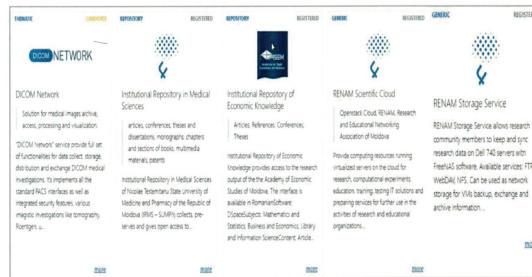 THEMATIC
CANDIDATE
DICOM NETWORK
DICOM Network
Solution for medical images archive,
access, processing and visualization.
"DICOM Network" service provide full set
of functionalities for data collect, storage,
distribution and exchange DICOM medical
investigations. It's implements all the
standard PACS interfaces as well as
integrated security features, various
imagistic investigations like tomography,
Roentgen, u...
more
REPOSITORY
REGISTERED
Institutional Repository in Medical
Sciences
articles, conferences, theses and
dissertations, monographs, chapters
and sections of books, multimedia
materials, patents
Institutional Repository in Medical Sciences
of Nicolae Testemitanu State University of
Medicine and Pharmacy of the Republic of
Moldova (IRMS – SUMPh) collects, pre-
serves and gives open access to...
more
REPOSITORY
REGISTERED
Institutional Repository of
Economic Knowledge
Articles, References, Conferences,
Theses
Institutional Repository of Economic
Knowledge provides access to the research
output of the the Academy of Economic
Studies of Moldova. The interface is
available in RomanianSoftware:
DSpaceSubjects: Mathematics and
Statistics; Business and Economics; Library
and Information ScienceContent: Article...
more
GENERIC
REGISTERED
RENAM Scientific Cloud
Openstack Cloud, RENAM, Research
and Educational Networking
Association of Moldova
Provide computing resources running
virtualized servers on the cloud for
research, computational experiments,
education, training, testing IT solutions and
preparing services for further use in the
activities of research and educational
organizations...
more
GENERIC
REGISTE
RENAM Storage Service
RENAM Storage Service allows research
community members to keep and sync
research data on Dell 740 servers with
FreeNAS software. Available services: FTP
WebDAV, NFS. Can be used as network
storage for VMs backup, exchange and
archive information...